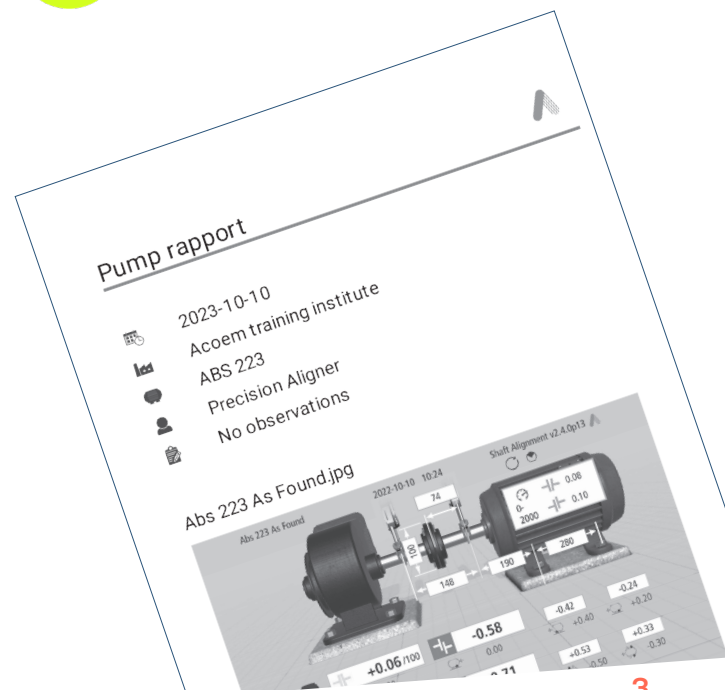 Pump rapport
2023-10-10
Acoem training institute
ABS 223
Precision Aligner
No observations
Abs 223 As Found.jpg
Abs 223 As Found
2022-10-10 10:24
Shaft Alignment v2.4.0p13
74
100
148
190
280
0-
2000
0.08
0.10
+0.06/100
-0.58
0.00
-0.42
+0.40
-0.24
+0.20
+0.53
+0.33
-0.30
3